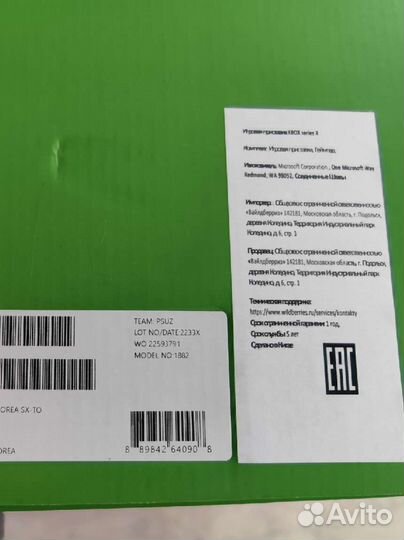 Игровая приставка XBOX series X
Комплект: Игровая приставка, Геймпад,
Изготовитель: Microsoft Corporation, One Microsoft Way
Redmond, WA 98052, Соединенные Штаты
Импортер: Общество с ограниченной ответственностью
«Вайлдберриз» 142181, Московская область, г. Подольск,
деревня Коледино, Территория Индустриальный парк
Коледино, д.6, стр. 1
Продавец: Общество с ограниченной ответственностью
«Вайлдберриз» 142181, Московская область, г. Подольск,
деревня Коледино, Территория Индустриальный парк
Коледино, д.6, стр. 1
Техническая поддержка:
https://www.wildberries.ru/services/kontakty
Срок ограниченной гарантии: 1 год,
Срок службы: 5 лет
Сделано в Китае
EAC
TEAM: PSUZ
LOT NO/DATE:2233X
WO 22593791
MODEL NO:1882
OREA SX-TO
8 89842 64090 8
OREA
Avito